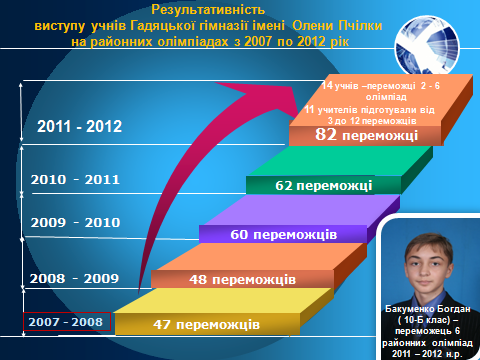 Результативність
виступу учнів Гадяцької гімназії імені Олени Пчілки
на районних олімпіадах з 2007 по 2012 рік
14 учнів –переможці 2 - 6
олімпіад
11 учителів підготували від
3 до 12 переможців
2011 - 2012
82 переможці
2010 - 2011
62 переможці
2009 - 2010
60 переможців
2008 - 2009
48 переможців
2007 - 2008
47 переможців
Бакуменко Богдан
( 10-Б клас) –
переможець 6
районних олімпіад
2011 – 2012 н.р.